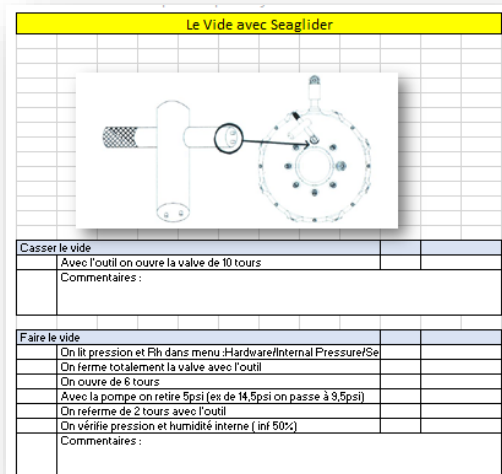 Le Vide avec Seaglider
Casser le vide
Avec l'outil on ouvre la valve de 10 tours
Commentaires :
Faire le vide
On lit pression et Rh dans menu :Hardware/Internal Pressure/Se
On ferme totalement la valve avec l'outil
On ouvre de 6 tours
Avec la pompe on retire 5psi (ex de 14,5psi on passe à 9,5psi)
On referme de 2 tours avec l'outil
On vérifie pression et humidité interne ( inf 50%)
Commentaires :